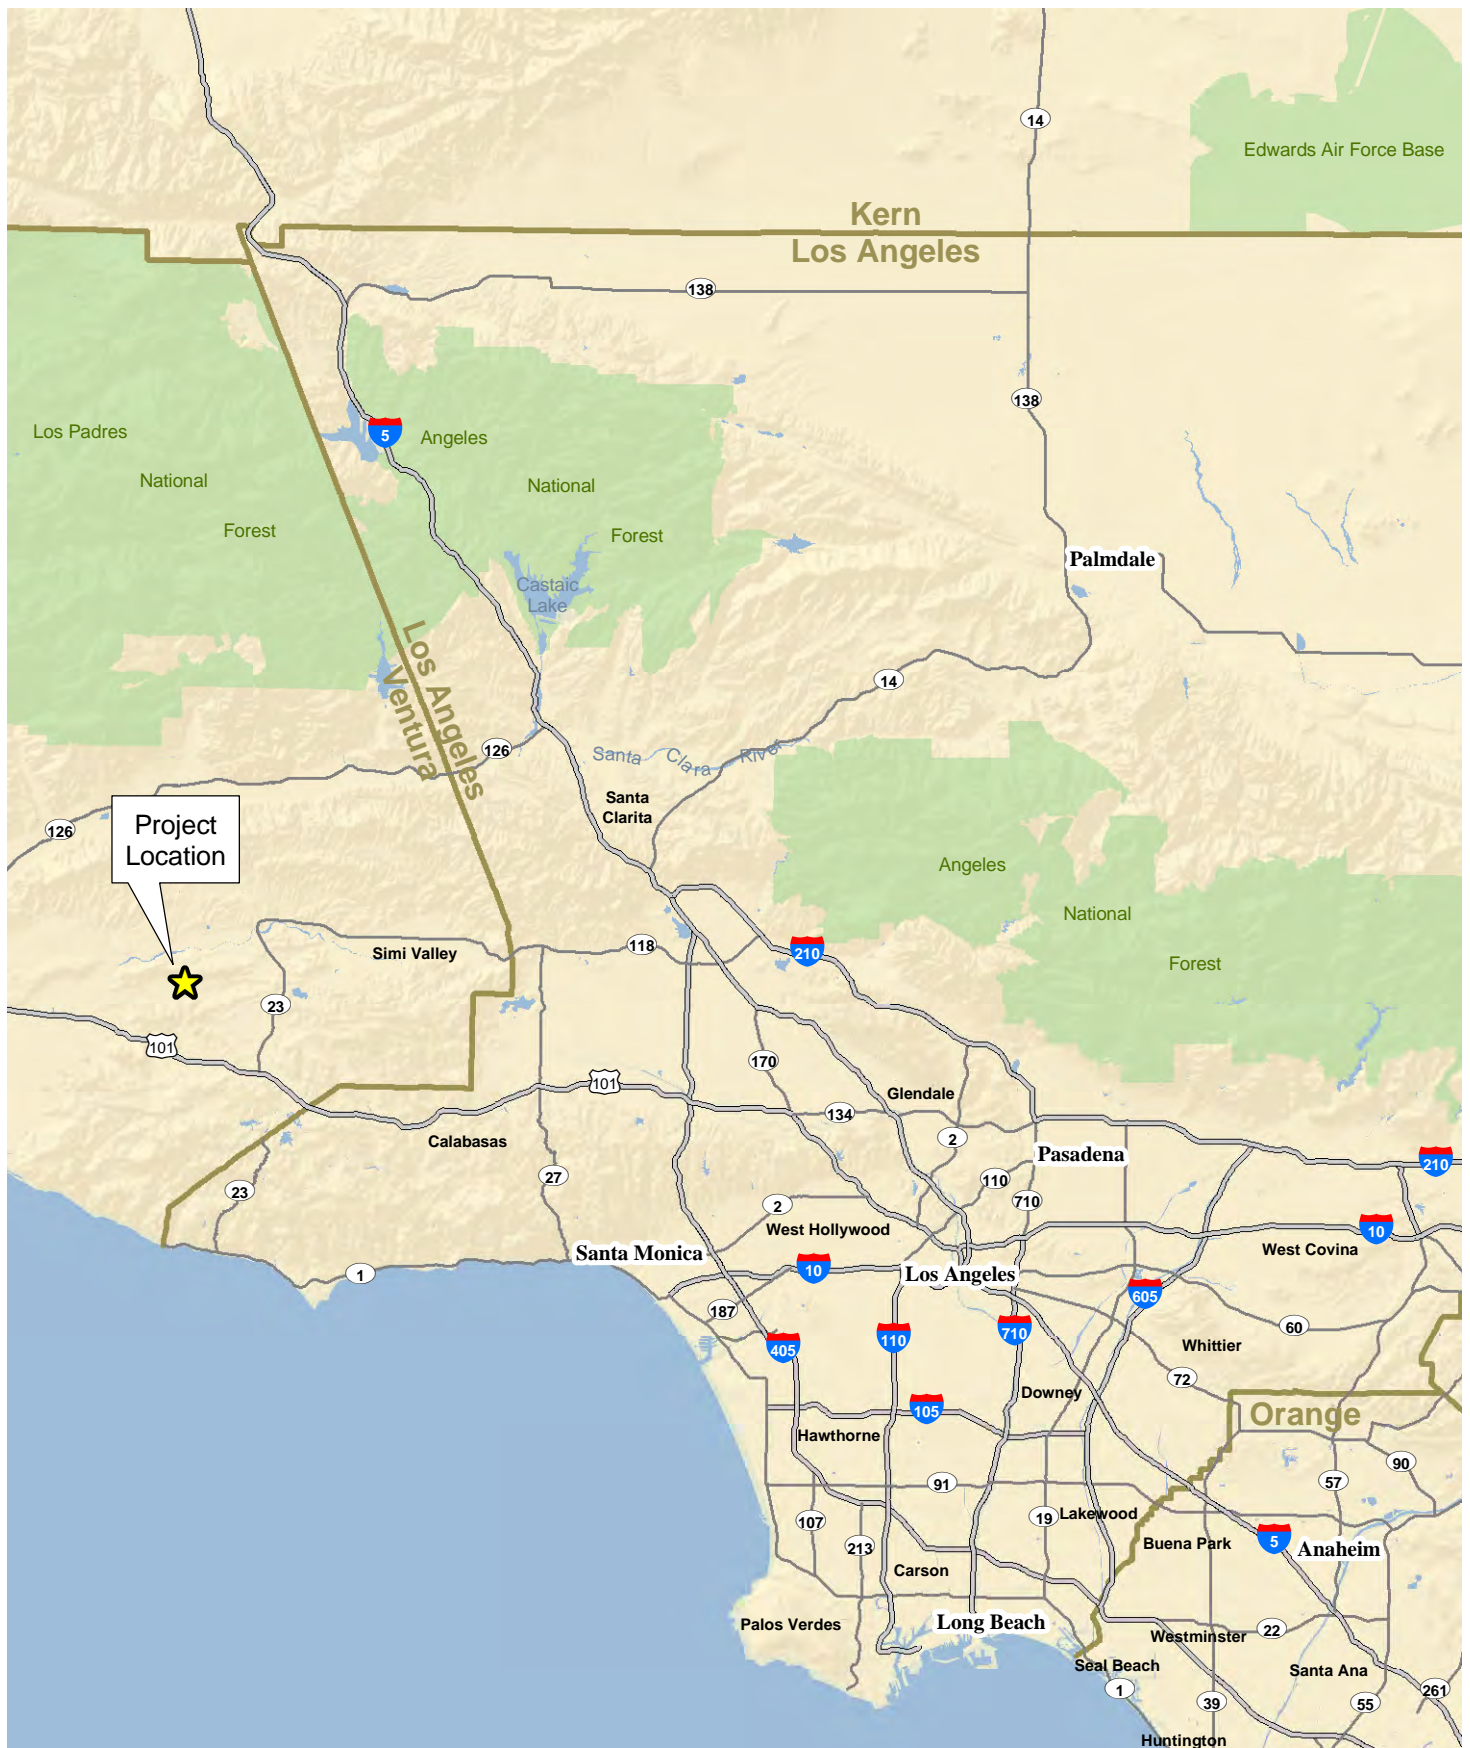 14
Edwards Air Force Base
Kern
Los Angeles
138
138
Los Padres
National
Forest
5
Angeles
National
Forest
Castaic
Lake
Palmdale
Los Angeles
Ventura
14
126
Santa Clara River
Santa
Clarita
126
Project
Location
Angeles
National
Forest
Simi Valley
118
210
23
101
170
101
Glendale
134
2
Calabasas
Pasadena
210
23
27
110
710
2
West Hollywood
10
West Covina
Santa Monica
10
Los Angeles
1
605
187
60
405
110
710
Whittier
72
Downey
105
Orange
Hawthorne
90
91
57
107
19
Lakewood
213
Buena Park
5
Anaheim
Carson
Palos Verdes
Long Beach
22
Westminster
Seal Beach
Santa Ana
1
39
55
261
Huntington